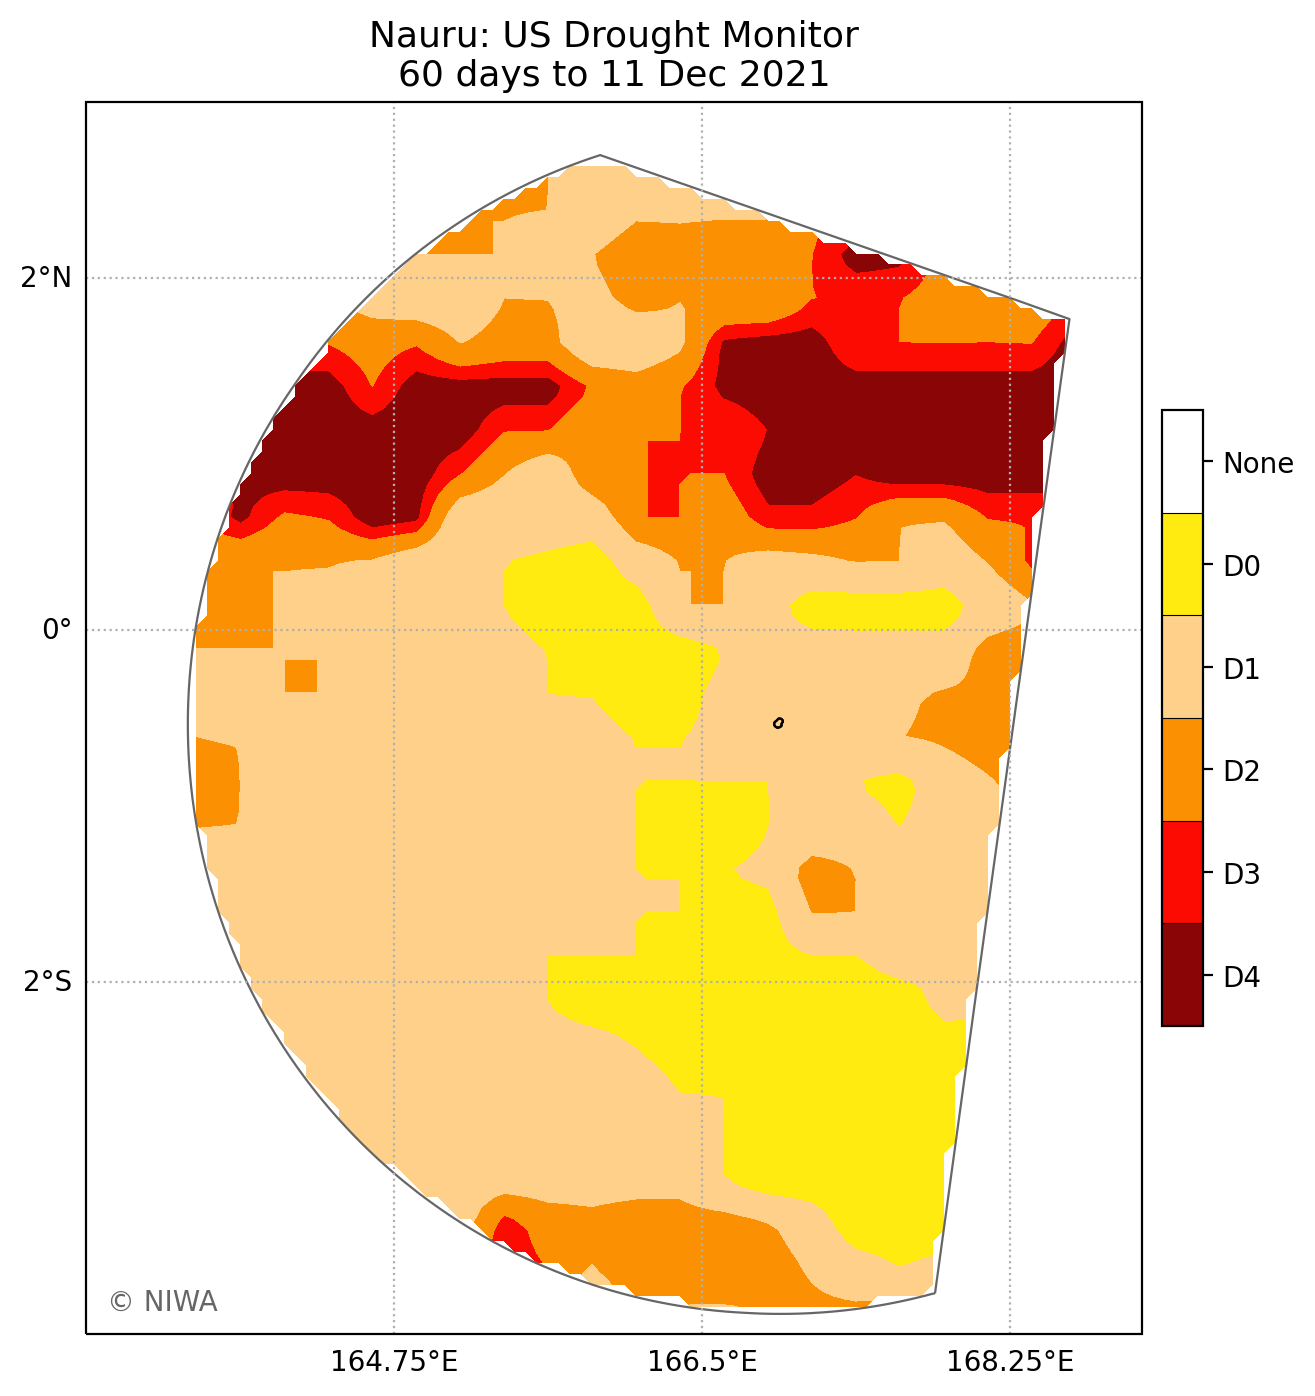 Nauru: US Drought Monitor
60 days to 11 Dec 2021
2°N
0°
2°S
164.75°E
166.5°E
168.25°E
None
D0
D1
D2
D3
D4
© NIWA